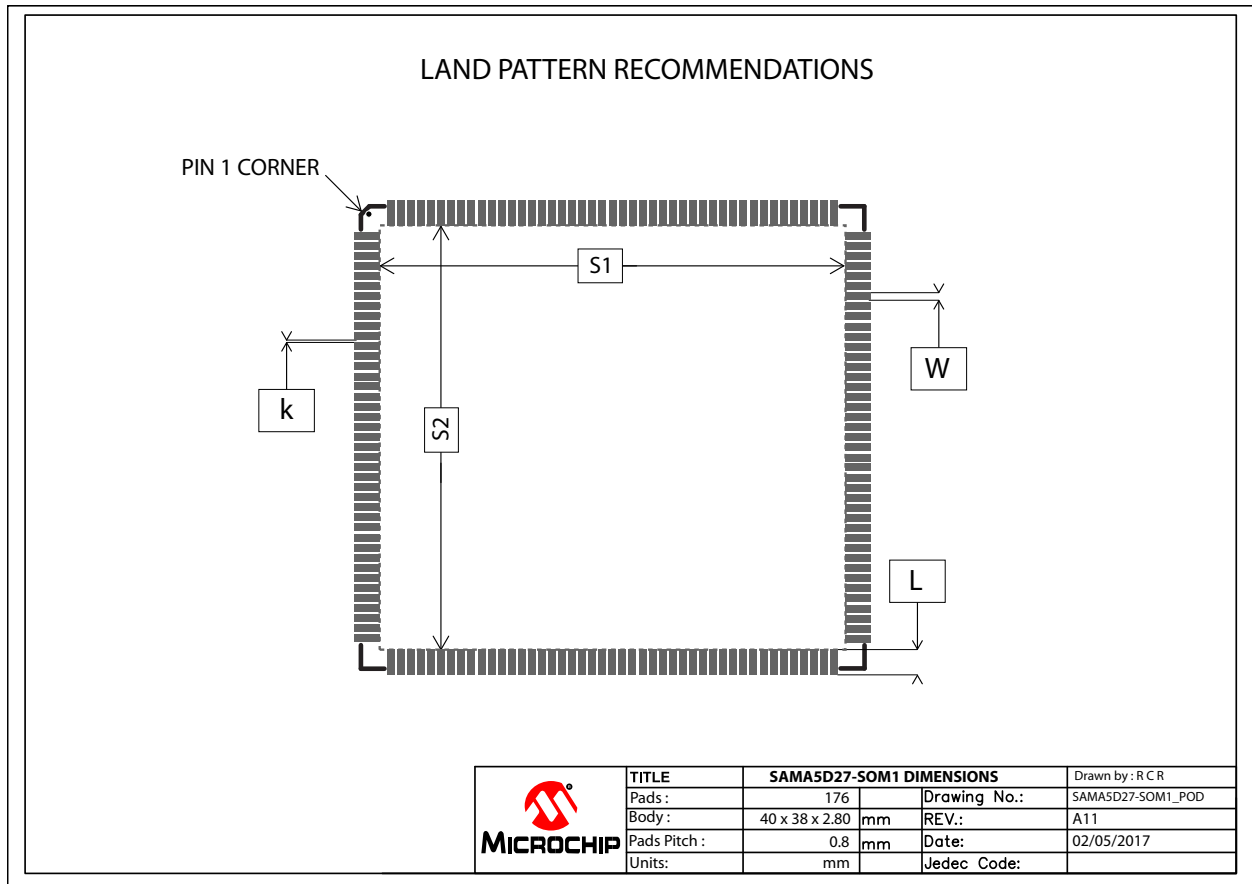 LAND PATTERN RECOMMENDATIONS
PIN 1 CORNER
S1
W
k
S2
L
MICROCHIP
TITLE SAMA5D27-SOM1 DIMENSIONS Drawn by : R C R
Pads : 176 Drawing No.: SAMA5D27-SOM1_POD
Body : 40 x 38 x 2.80 mm REV.: A11
Pads Pitch : 0.8 mm Date: 02/05/2017
Units: mm Jedec Code: